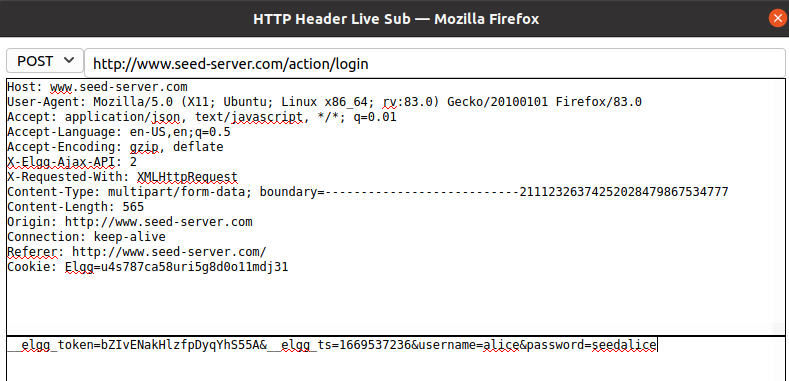 HTTP Header Live Sub — Mozilla Firefox
POST http://www.seed-server.com/action/login
Host: www.seed-server.com
User-Agent: Mozilla/5.0 (X11; Ubuntu; Linux x86_64; rv:83.0) Gecko/20100101 Firefox/83.0
Accept: application/json, text/javascript, */*; q=0.01
Accept-Language: en-US,en;q=0.5
Accept-Encoding: gzip, deflate
X-Elgg-Ajax-API: 2
X-Requested-With: XMLHttpRequest
Content-Type: multipart/form-data; boundary=---------------------------21112326374252028479867534777
Content-Length: 565
Origin: http://www.seed-server.com
Connection: keep-alive
Referer: http://www.seed-server.com/
Cookie: Elgg=u4s787ca58uri5g8d0o11mdj31
__elgg_token=bZIvENakHlzfpDyqYhS55A&__elgg_ts=1669537236&username=alice&password=seedalice